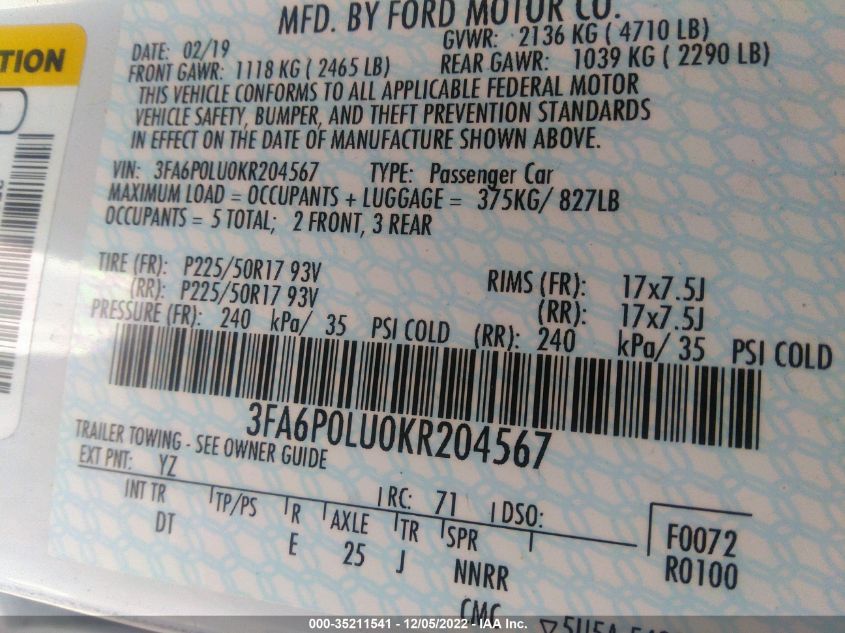 MFD. BY FORD MOTOR CO.
DATE: 02/19 GVWR: 2136 KG ( 4710 LB)
FRONT GAWR: 1118 KG ( 2465 LB) REAR GAWR: 1039 KG ( 2290 LB)
THIS VEHICLE CONFORMS TO ALL APPLICABLE FEDERAL MOTOR
VEHICLE SAFETY, BUMPER, AND THEFT PREVENTION STANDARDS
IN EFFECT ON THE DATE OF MANUFACTURE SHOWN ABOVE.
VIN: 3FA6P0LU0KR204567 TYPE: Passenger Car
MAXIMUM LOAD = OCCUPANTS + LUGGAGE = 375KG/ 827LB
OCCUPANTS = 5 TOTAL; 2 FRONT, 3 REAR
TIRE (FR): P225/50R17 93V RIMS (FR): 17x7.5J
(RR): P225/50R17 93V (RR): 17x7.5J
PRESSURE (FR): 240 kPa/ 35 PSI COLD (RR): 240 kPa/ 35 PSI COLD
3FA6P0LU0KR204567
TRAILER TOWING - SEE OWNER GUIDE
EXT PNT: YZ RC: 71 DSO:
INT TR TP/PS R AXLE TR SPR F0072
DT E 25 J NNRR R0100
CMC
TION
000-35211541 - 12/05/2022 - IAA Inc.